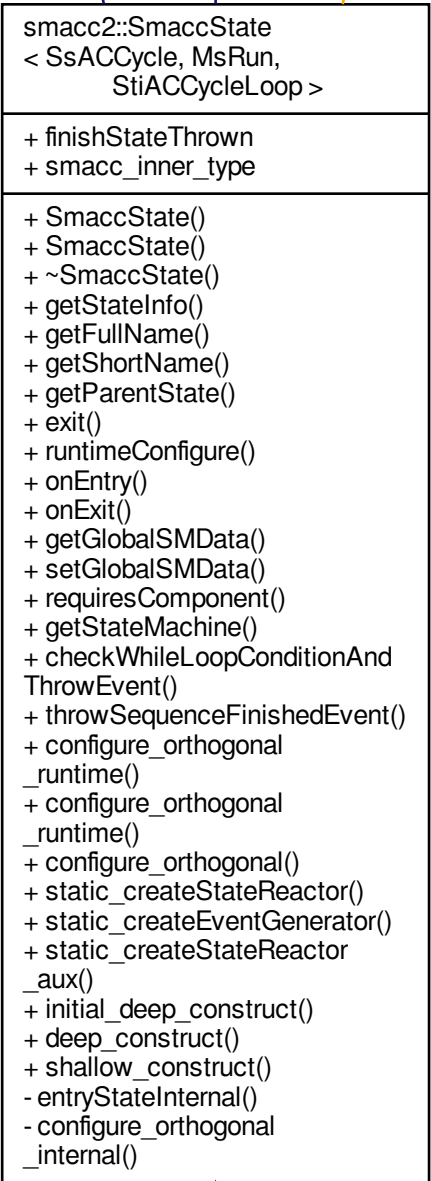 smacc2::SmaccState
< SsACCycle, MsRun,
StiACCycleLoop >
+ finishStateThrown
+ smacc_inner_type
+ SmaccState()
+ SmaccState()
+ ~SmaccState()
+ getStateInfo()
+ getFullName()
+ getShortName()
+ getParentState()
+ exit()
+ runtimeConfigure()
+ onEntry()
+ onExit()
+ getGlobalSMData()
+ setGlobalSMData()
+ requiresComponent()
+ getStateMachine()
+ checkWhileLoopConditionAnd
ThrowEvent()
+ throwSequenceFinishedEvent()
+ configure_orthogonal
_runtime()
+ configure_orthogonal
_runtime()
+ configure_orthogonal()
+ static_createStateReactor()
+ static_createEventGenerator()
+ static_createStateReactor
_aux()
+ initial_deep_construct()
+ deep_construct()
+ shallow_construct()
- entryStateInternal()
- configure_orthogonal
_internal()